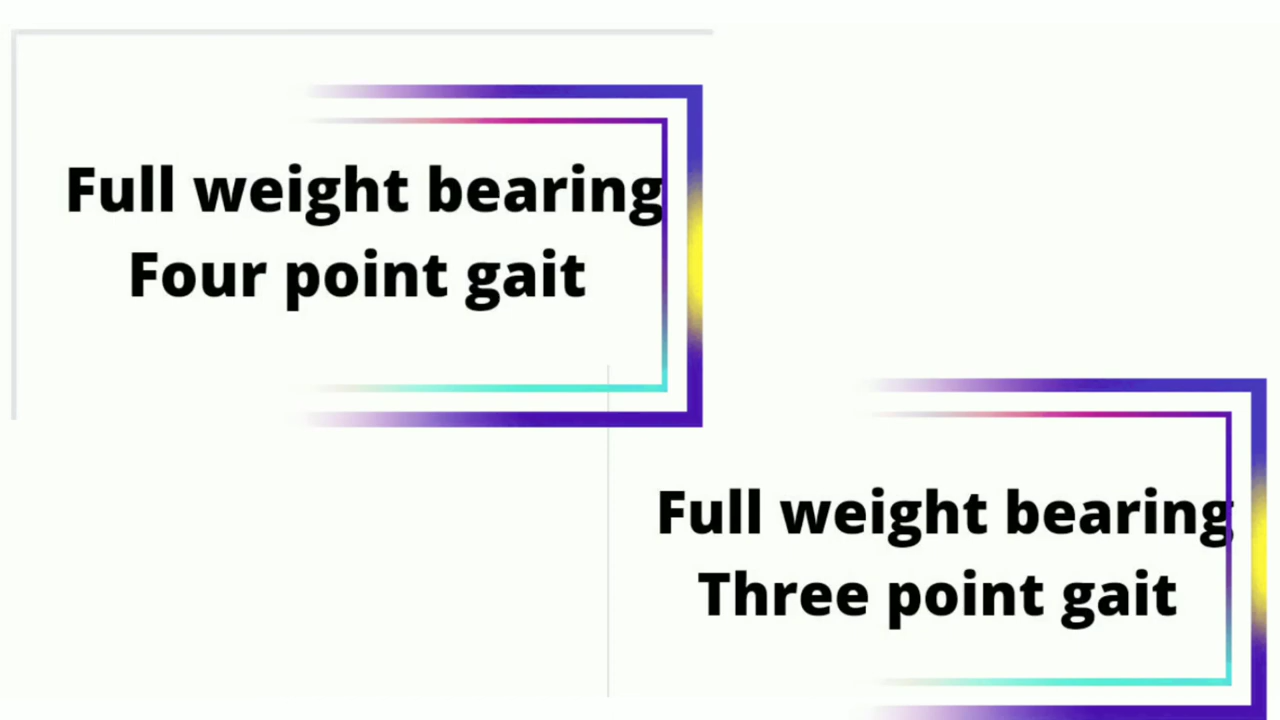 Full weight bearing
Four point gait
Full weight bearing
Three point gait